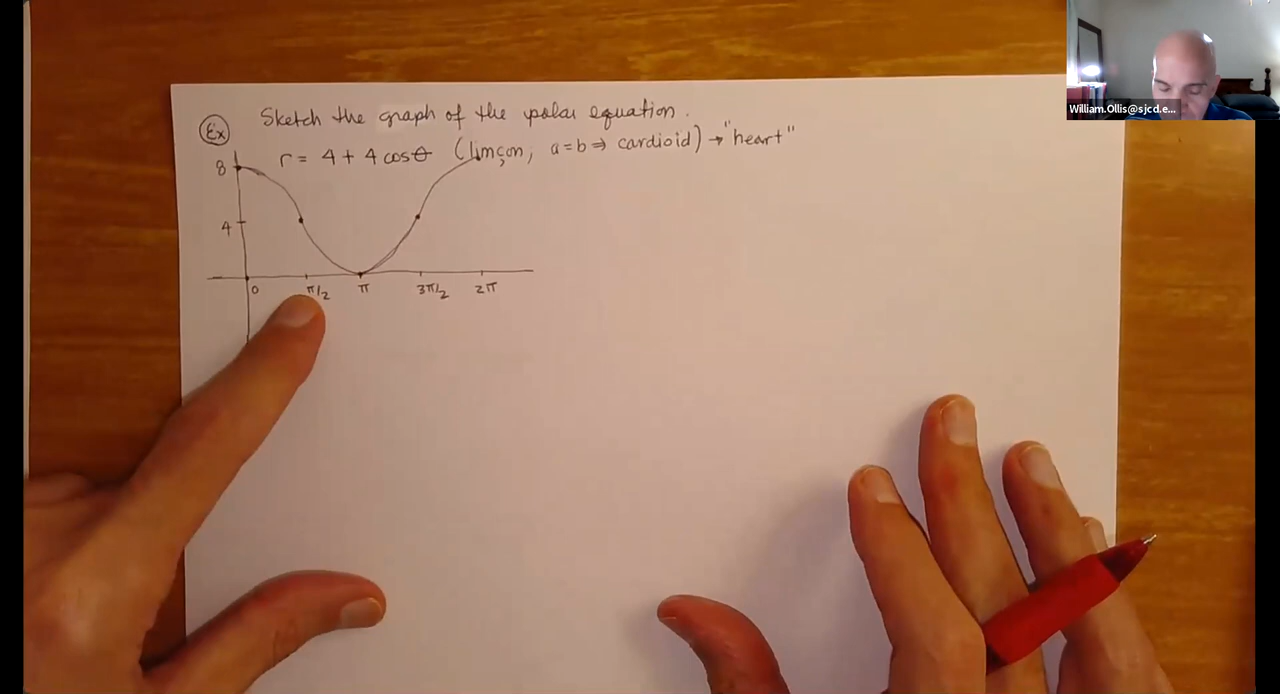 Ex Sketch the graph of the polar equation.
r = 4 + 4 cosθ (limçon, a=b ⇒ cardioid) → "heart"
8
4
0 π/2 π 3π/2 2π
William.Ollis@sjcd.e...